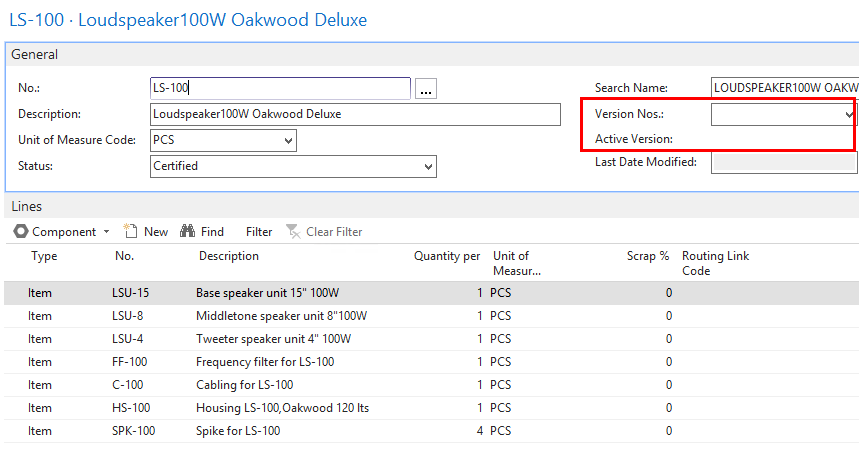 LS-100 · Loudspeaker100W Oakwood Deluxe
General
No.: LS-100 ... Search Name: LOUDSPEAKER100W OAKW
Description: Loudspeaker100W Oakwood Deluxe Version Nos.:
Unit of Measure Code: PCS Active Version:
Status: Certified Last Date Modified:
Lines
Component New Find Filter Clear Filter
Type No. Description Quantity per Unit of Measur... Scrap % Routing Link Code
Item LSU-15 Base speaker unit 15" 100W 1 PCS 0
Item LSU-8 Middletone speaker unit 8"100W 1 PCS 0
Item LSU-4 Tweeter speaker unit 4" 100W 1 PCS 0
Item FF-100 Frequency filter for LS-100 1 PCS 0
Item C-100 Cabling for LS-100 1 PCS 0
Item HS-100 Housing LS-100,Oakwood 120 lts 1 PCS 0
Item SPK-100 Spike for LS-100 4 PCS 0